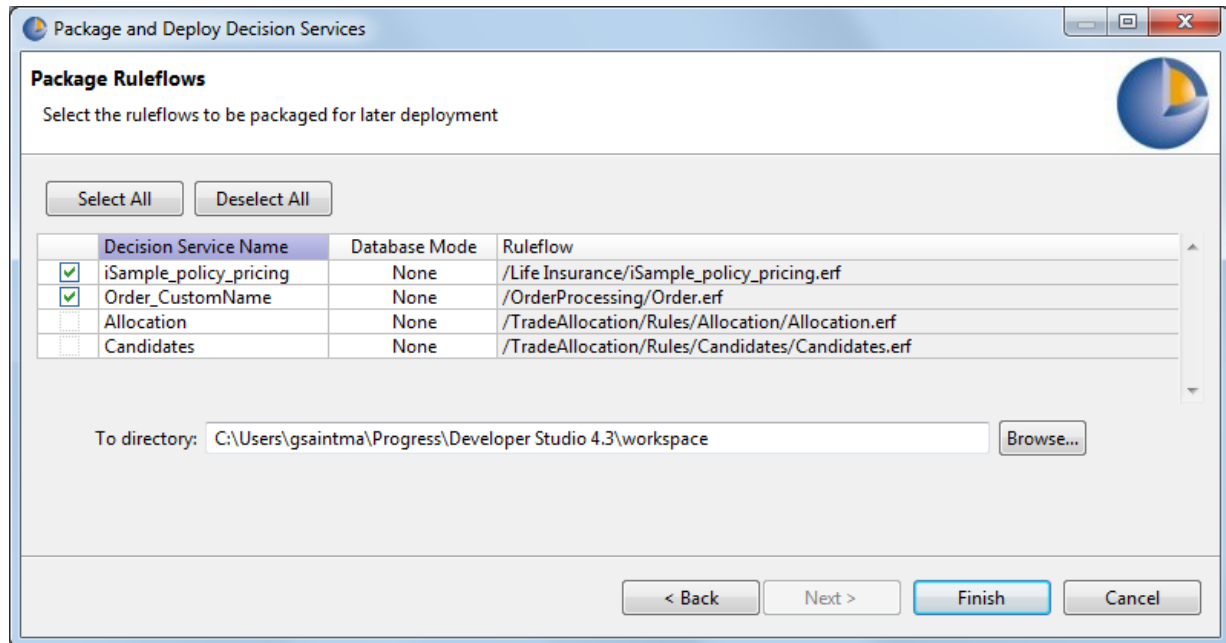 Package and Deploy Decision Services
Package Ruleflows
Select the ruleflows to be packaged for later deployment
Select All Deselect All
Decision Service Name Database Mode Ruleflow
iSample_policy_pricing None /Life Insurance/iSample_policy_pricing.erf
Order_CustomName None /OrderProcessing/Order.erf
Allocation None /TradeAllocation/Rules/Allocation/Allocation.erf
Candidates None /TradeAllocation/Rules/Candidates/Candidates.erf
To directory: C:\Users\gsaintma\Progress\Developer Studio 4.3\workspace Browse...
< Back Next > Finish Cancel